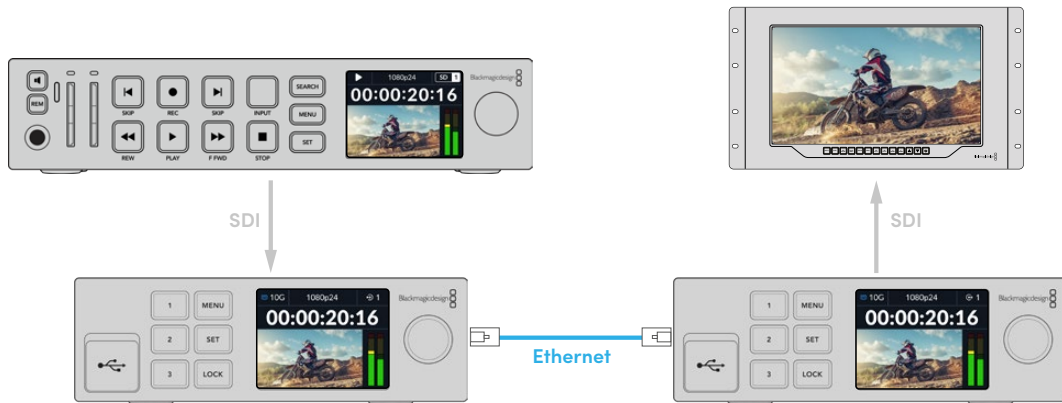 REM
SKIP
REC
SKIP
INPUT
SEARCH
MENU
SET
REW
PLAY
F FWD
STOP
1080p24
SD 1
00:00:20:16
Blackmagicdesign
SDI
SDI
1
MENU
2
SET
3
LOCK
10G
1080p24
1
00:00:20:16
Blackmagicdesign
Ethernet
1
MENU
2
SET
3
LOCK
10G
1080p24
1
00:00:20:16
Blackmagicdesign